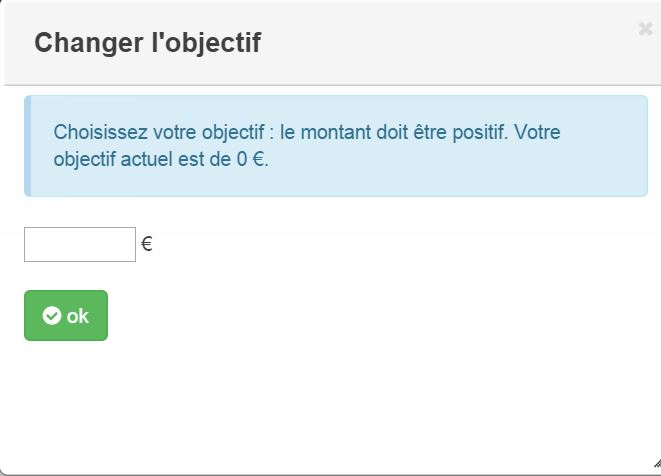 Changer l'objectif
Choisissez votre objectif : le montant doit être positif. Votre
objectif actuel est de 0 €.
€
ok